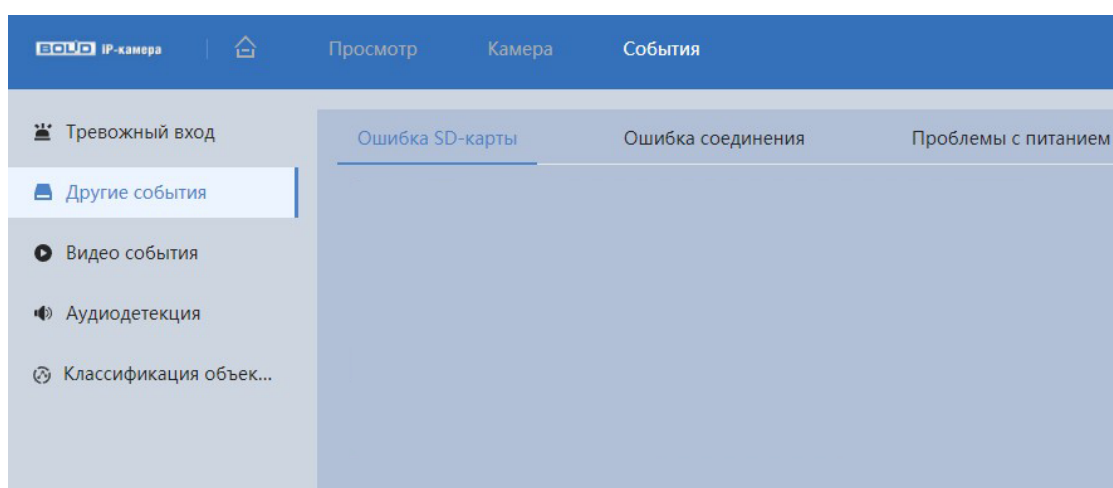 BOLID IP-камера Просмотр Камера События
Тревожный вход
Другие события
Видео события
Аудиодетекция
Классификация объек...
Ошибка SD-карты Ошибка соединения Проблемы с питанием